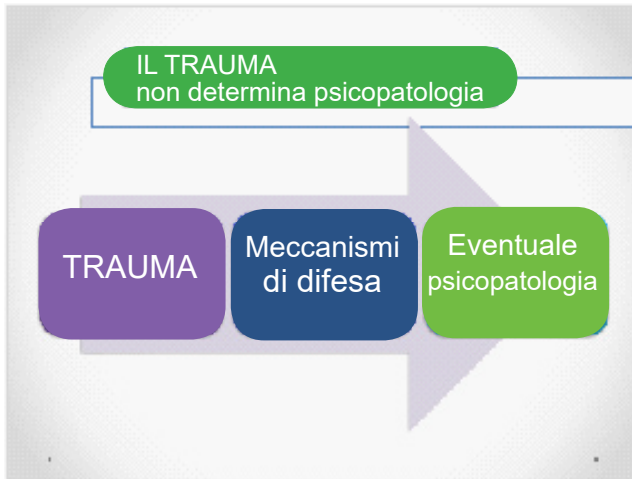 IL TRAUMA
non determina psicopatologia
TRAUMA
Meccanismi
di difesa
Eventuale
psicopatologia